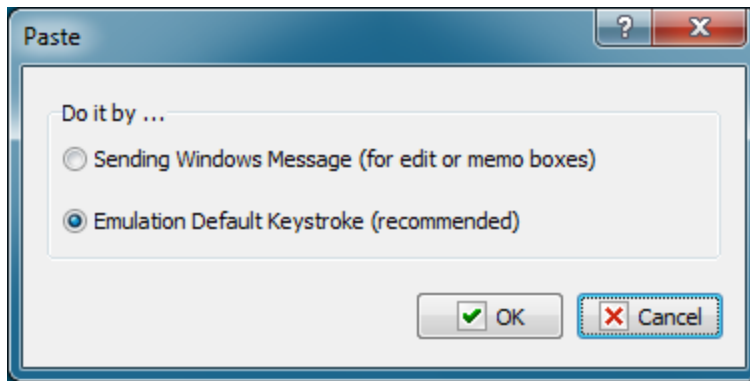 Paste
?
Do it by ...
Sending Windows Message (for edit or memo boxes)
Emulation Default Keystroke (recommended)
OK
Cancel